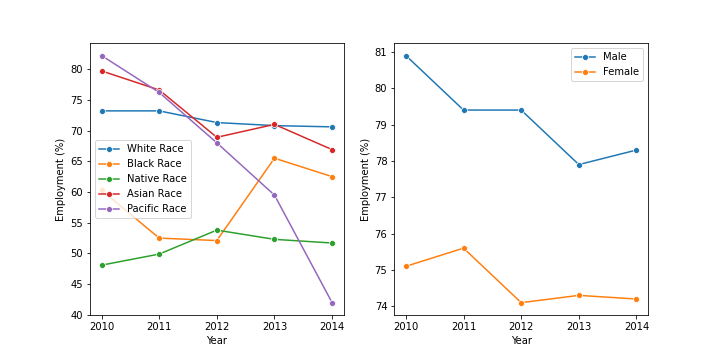 80
75
70
65
60
55
50
45
40
Employment (%)
White Race
Black Race
Native Race
Asian Race
Pacific Race
2010 2011 2012 2013 2014
Year
81
80
79
78
77
76
75
74
Employment (%)
Male
Female
2010 2011 2012 2013 2014
Year